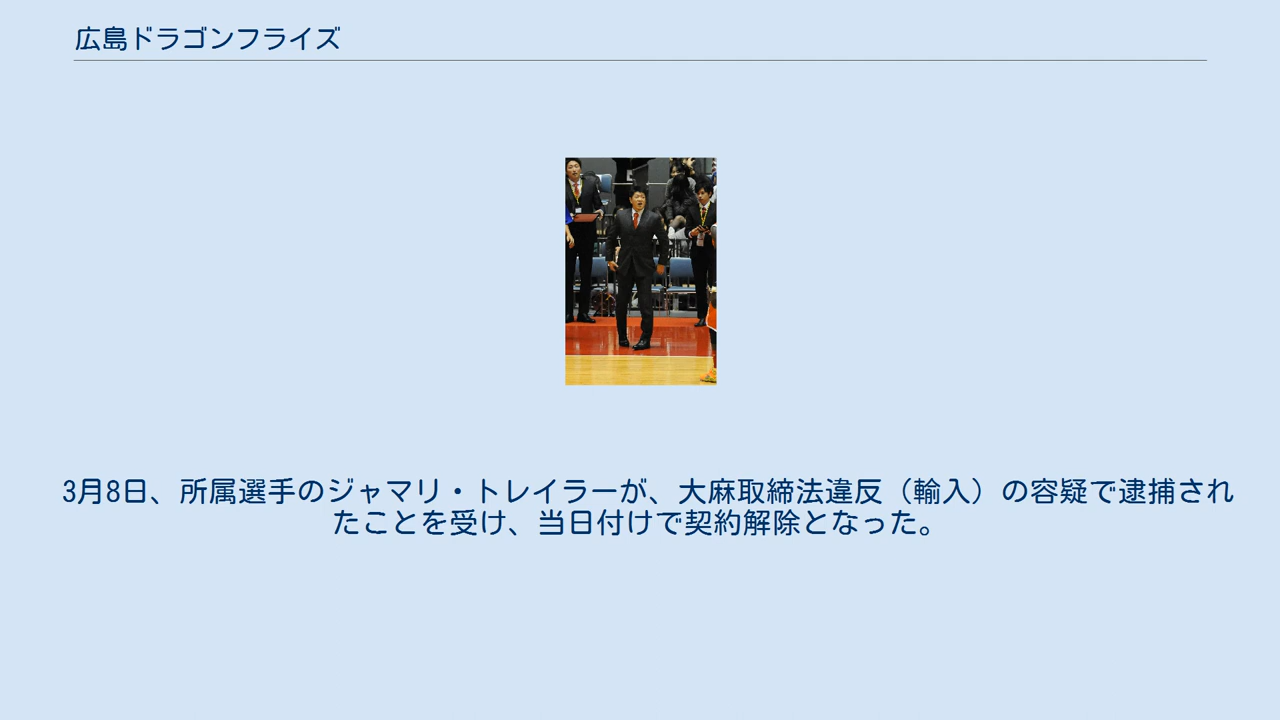 広島ドラゴンフライズ
3月8日、所属選手のジャマリ・トレイラーが、大麻取締法違反（輸入）の容疑で逮捕され
たことを受け、当日付けで契約解除となった。